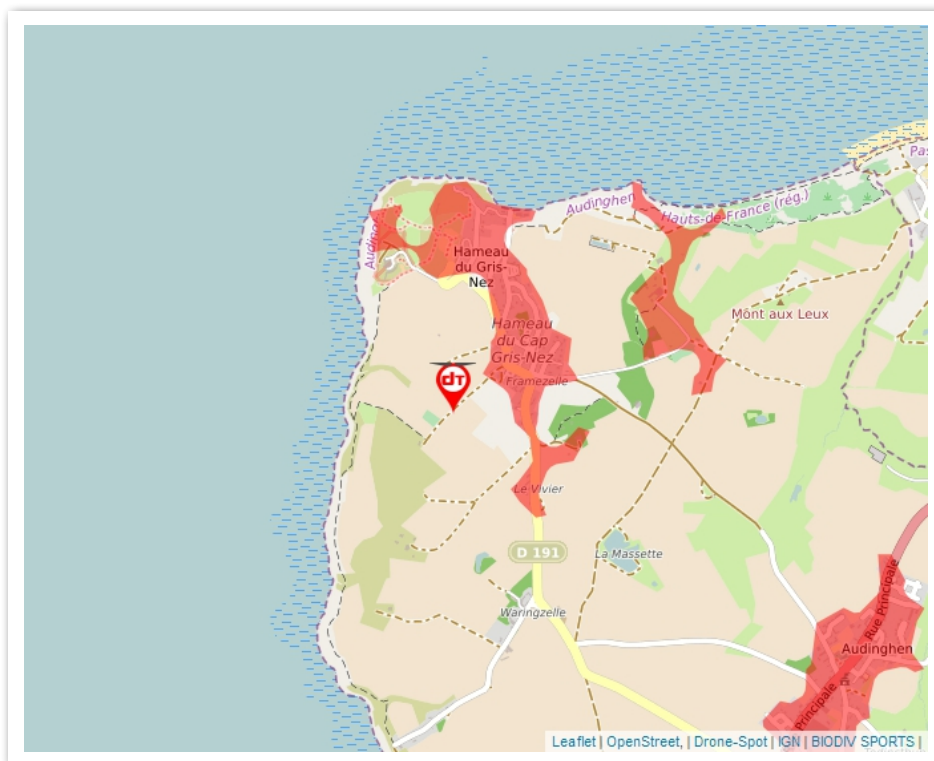 Pas
Audinghen
Hauts-de-France (rég.)
Hameau
du Gris-
Nez
Mont aux Leux
Hameau
du Cap
Gris-Nez
dT
Framezelle
Le Vivier
D 191
La Massette
Waringzelle
Rue Principale
Audinghen
Principale
Leaflet | OpenStreet, | Drone-Spot | IGN | BIODIV SPORTS |